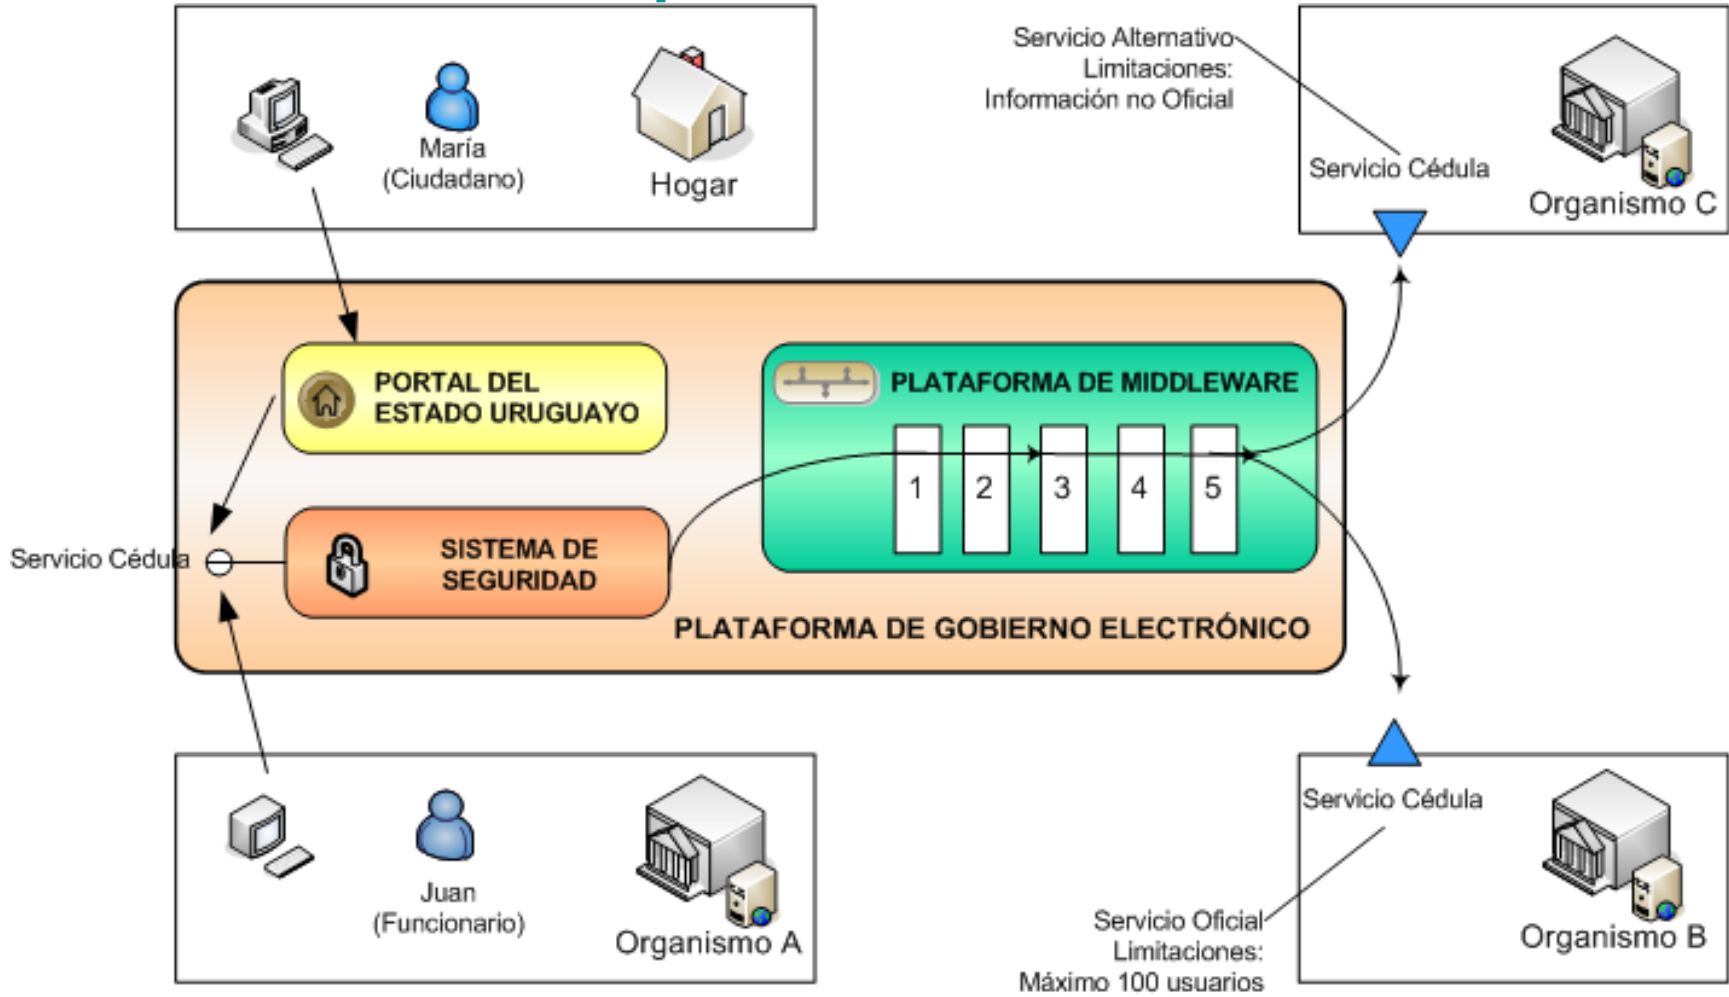 María
(Ciudadano)
Hogar
Servicio Alternativo
Limitaciones:
Información no Oficial
Servicio Cédula
Organismo C
PORTAL DEL
ESTADO URUGUAYO
PLATAFORMA DE MIDDLEWARE
1 2 3 4 5
Servicio Cédula
SISTEMA DE
SEGURIDAD
PLATAFORMA DE GOBIERNO ELECTRÓNICO
Juan
(Funcionario)
Organismo A
Servicio Cédula
Servicio Oficial
Limitaciones:
Máximo 100 usuarios
Organismo B